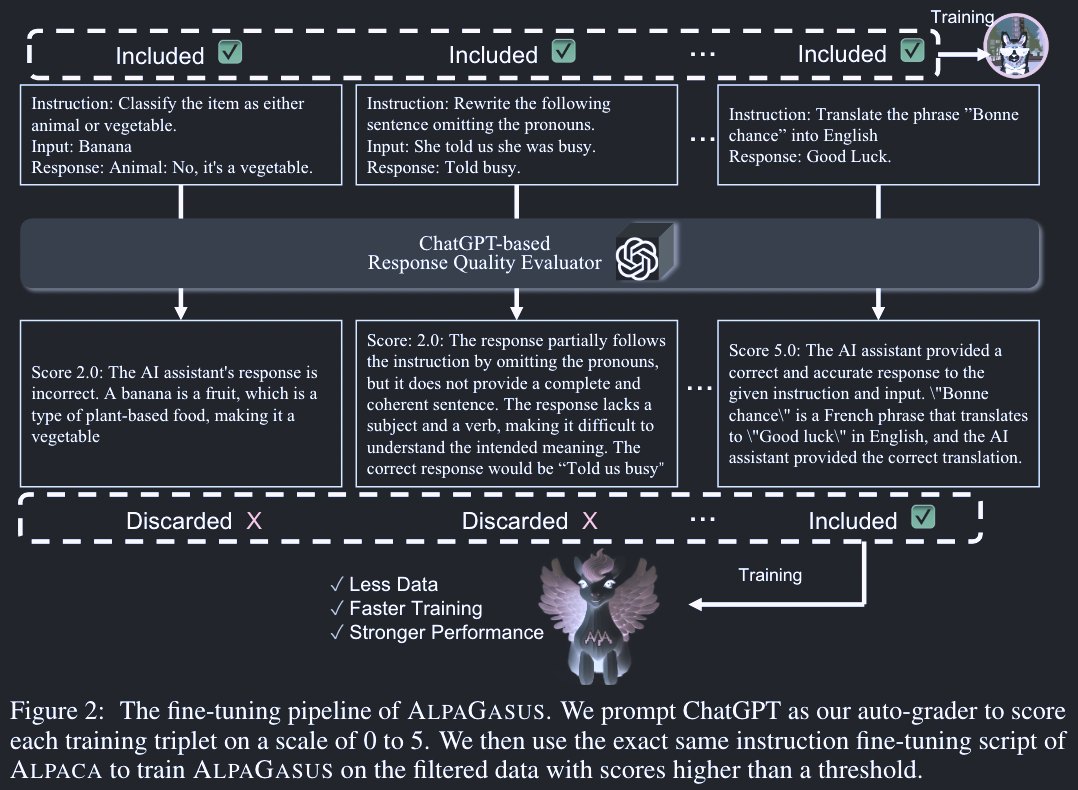 Training
Included ✅ Included ✅ ... Included ✅
Instruction: Classify the item as either
animal or vegetable.
Input: Banana
Response: Animal: No, it's a vegetable.
Instruction: Rewrite the following
sentence omitting the pronouns.
Input: She told us she was busy.
Response: Told busy.
...
Instruction: Translate the phrase ”Bonne
chance” into English
Response: Good Luck.
ChatGPT-based
Response Quality Evaluator
Score 2.0: The AI assistant's response is
incorrect. A banana is a fruit, which is a
type of plant-based food, making it a
vegetable
Score: 2.0: The response partially follows
the instruction by omitting the pronouns,
but it does not provide a complete and
coherent sentence. The response lacks a
subject and a verb, making it difficult to
understand the intended meaning. The
correct response would be “Told us busy”
...
Score 5.0: The AI assistant provided a
correct and accurate response to the
given instruction and input. \"Bonne
chance\" is a French phrase that translates
to \"Good luck\" in English, and the AI
assistant provided the correct translation.
Discarded X Discarded X ... Included ✅
Training
✓ Less Data
✓ Faster Training
✓ Stronger Performance
Figure 2: The fine-tuning pipeline of ALPAGASUS. We prompt ChatGPT as our auto-grader to score
each training triplet on a scale of 0 to 5. We then use the exact same instruction fine-tuning script of
ALPACA to train ALPAGASUS on the filtered data with scores higher than a threshold.